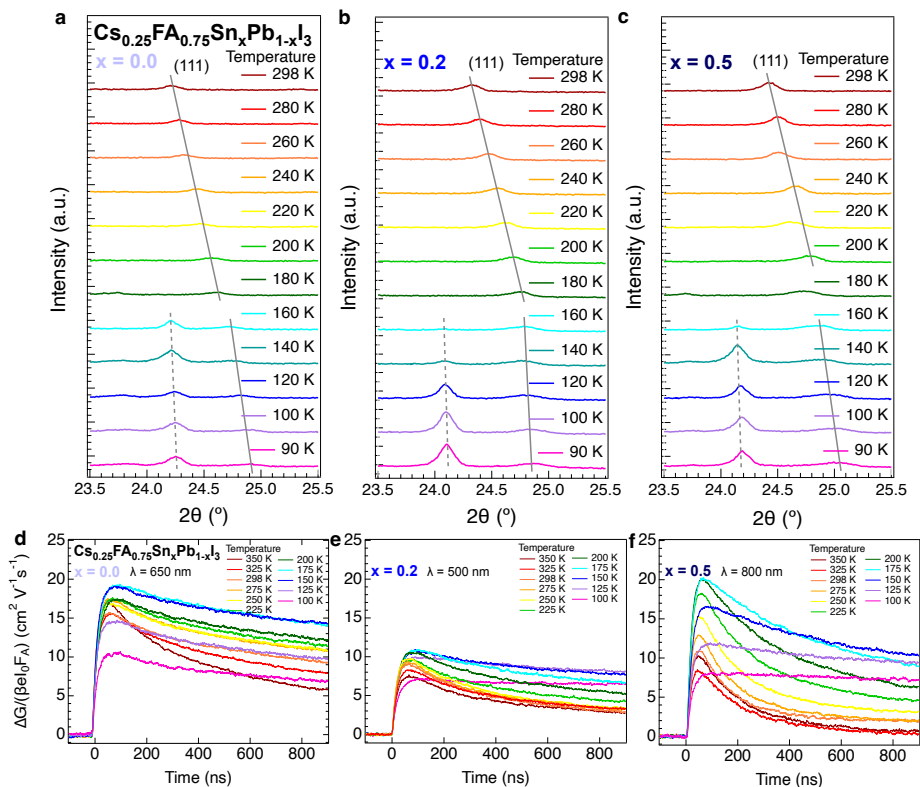 a
Cs0.25FA0.75SnxPb1-xI3
x = 0.0
(111)
Temperature
298 K
280 K
260 K
240 K
220 K
200 K
180 K
160 K
140 K
120 K
100 K
90 K
Intensity (a.u.)
23.5 24.0 24.5 25.0 25.5
2θ (º)
b
x = 0.2
(111)
Temperature
298 K
280 K
260 K
240 K
220 K
200 K
180 K
160 K
140 K
120 K
100 K
90 K
Intensity (a.u.)
23.5 24.0 24.5 25.0 25.5
2θ (º)
c
x = 0.5
(111)
Temperature
298 K
280 K
260 K
240 K
220 K
200 K
180 K
160 K
140 K
120 K
100 K
90 K
Intensity (a.u.)
23.5 24.0 24.5 25.0 25.5
2θ (º)
d
Cs0.25FA0.75SnxPb1-xI3
x = 0.0
λ = 650 nm
Temperature
350 K 200 K
325 K 175 K
298 K 150 K
275 K 125 K
250 K 100 K
225 K
ΔG/(βeI0FA) (cm2 V-1s-1)
25
20
15
10
5
0
0 200 400 600 800
Time (ns)
e
x = 0.2
λ = 500 nm
Temperature
350 K 200 K
325 K 175 K
298 K 150 K
275 K 125 K
250 K 100 K
225 K
25
20
15
10
5
0
0 200 400 600 800
Time (ns)
f
x = 0.5
λ = 800 nm
Temperature
350 K 200 K
325 K 175 K
298 K 150 K
275 K 125 K
250 K 100 K
225 K
25
20
15
10
5
0
0 200 400 600 800
Time (ns)